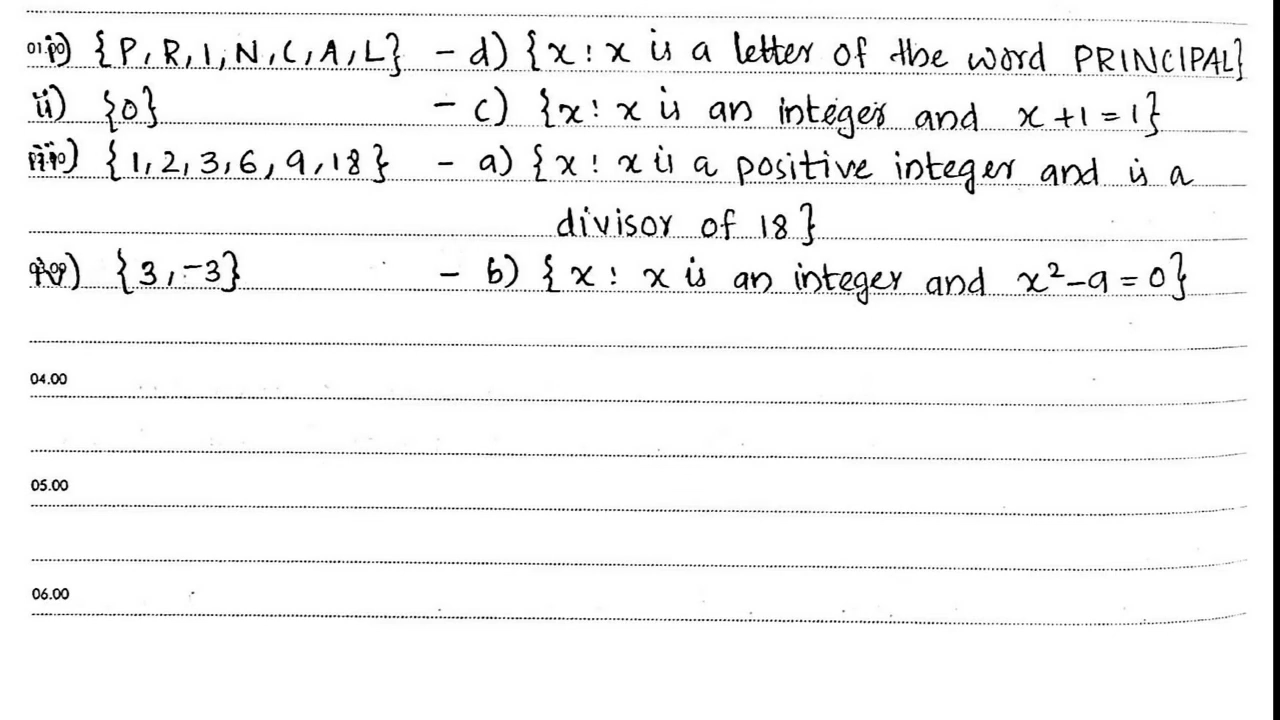 i) {P, R, I, N, C, A, L} - d) {x : x is a letter of the word PRINCIPAL}
ii) {0} - c) {x : x is an integer and x + 1 = 1}
iii) {1, 2, 3, 6, 9, 18} - a) {x : x is a positive integer and is a
divisor of 18}
iv) {3, -3} - b) {x : x is an integer and x² - 9 = 0}
04.00
05.00
06.00